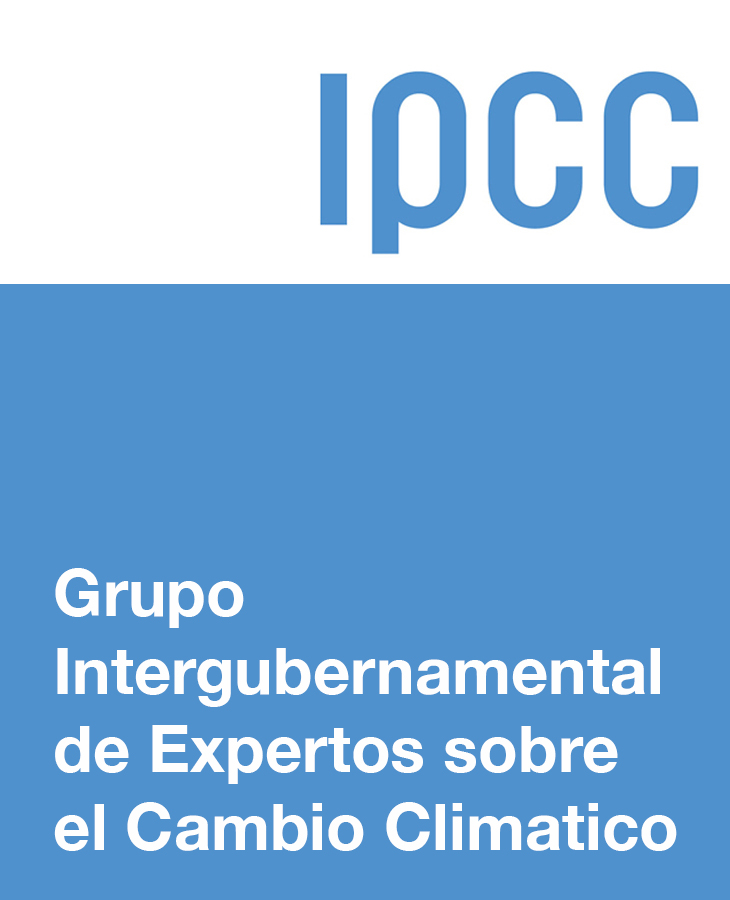 ipcc
Grupo
Intergubernamental
de Expertos sobre
el Cambio Climatico